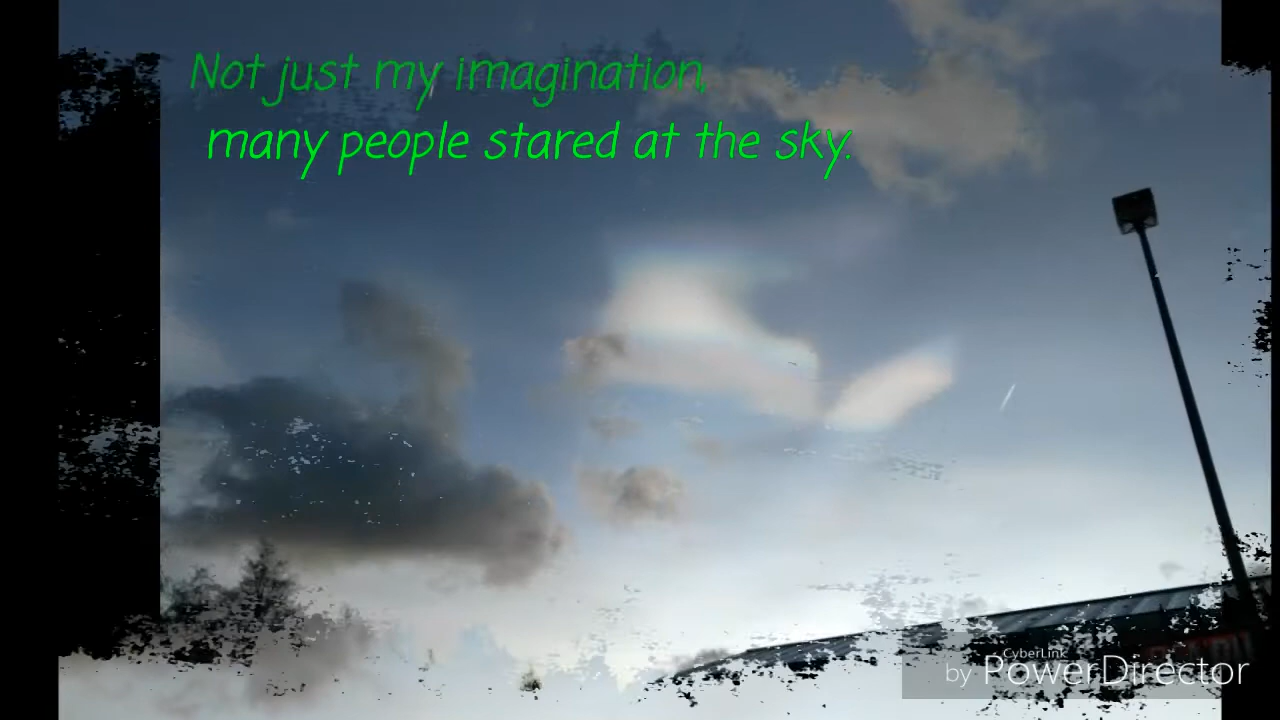 Not just my imagination,
many people stared at the sky.
CyberLink
by PowerDirector